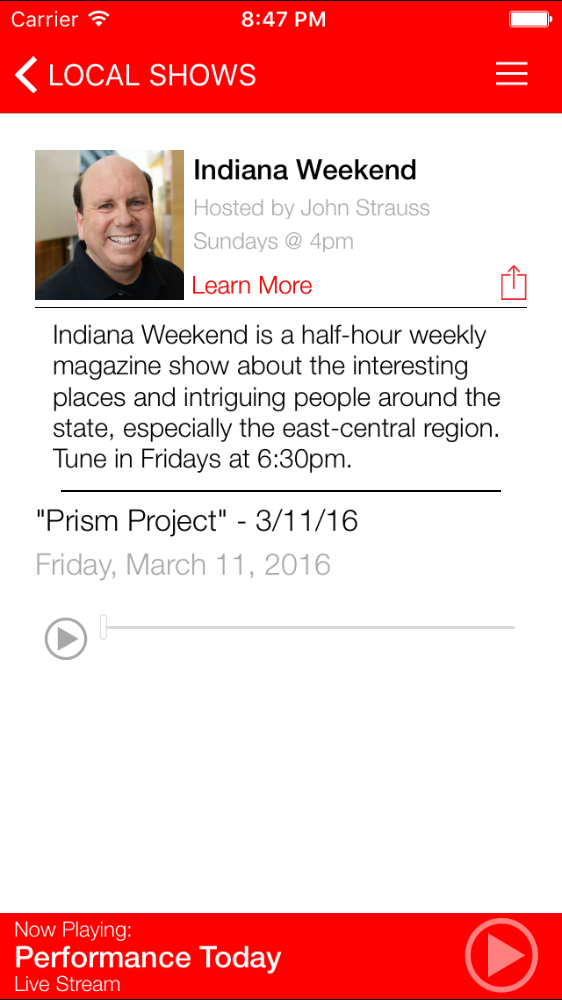 Carrier 8:47 PM
LOCAL SHOWS
Indiana Weekend
Hosted by John Strauss
Sundays @ 4pm
Learn More
Indiana Weekend is a half-hour weekly
magazine show about the interesting
places and intriguing people around the
state, especially the east-central region.
Tune in Fridays at 6:30pm.
"Prism Project" - 3/11/16
Friday, March 11, 2016
Now Playing:
Performance Today
Live Stream